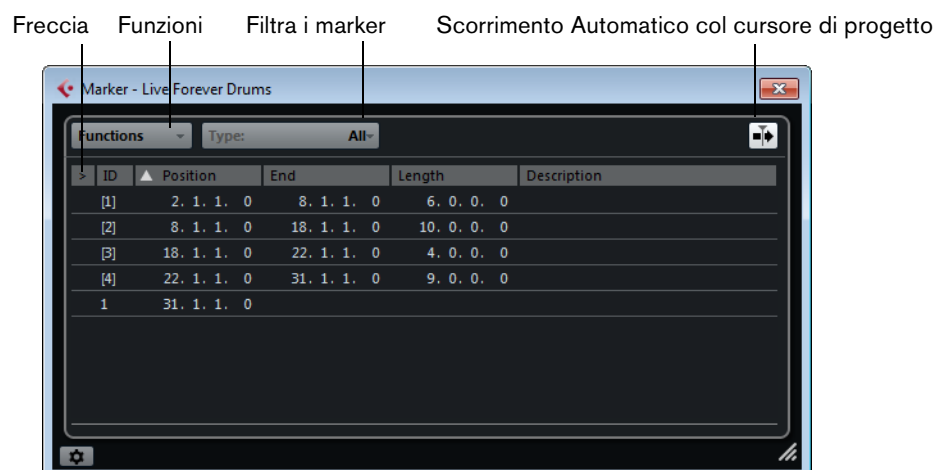 Freccia Funzioni Filtra i marker Scorrimento Automatico col cursore di progetto
Marker - Live Forever Drums
Functions Type: All
> ID Position End Length Description
[1] 2. 1. 1. 0 8. 1. 1. 0 6. 0. 0. 0
[2] 8. 1. 1. 0 18. 1. 1. 0 10. 0. 0. 0
[3] 18. 1. 1. 0 22. 1. 1. 0 4. 0. 0. 0
[4] 22. 1. 1. 0 31. 1. 1. 0 9. 0. 0. 0
1 31. 1. 1. 0